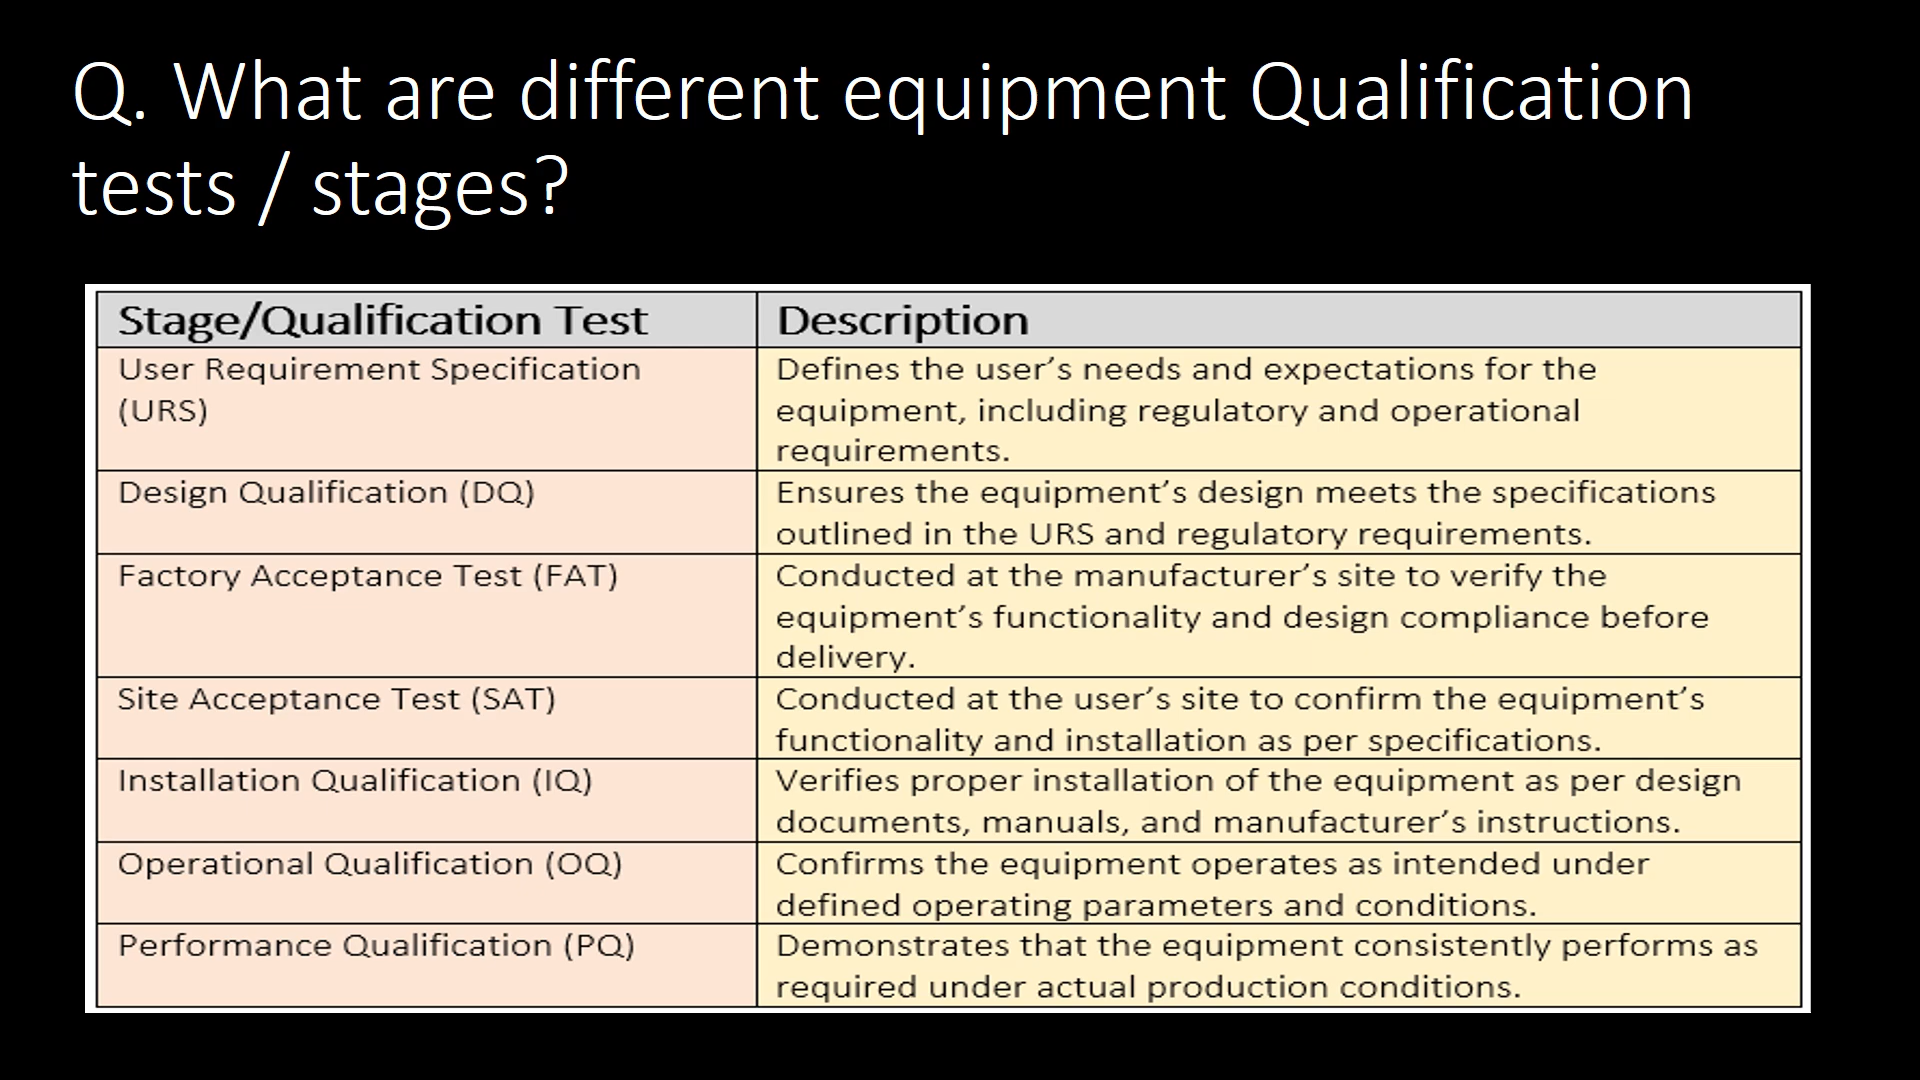 Q. What are different equipment Qualification
tests / stages?
Stage/Qualification Test
Description
User Requirement Specification
(URS)
Defines the user’s needs and expectations for the
equipment, including regulatory and operational
requirements.
Design Qualification (DQ)
Ensures the equipment’s design meets the specifications
outlined in the URS and regulatory requirements.
Factory Acceptance Test (FAT)
Conducted at the manufacturer’s site to verify the
equipment’s functionality and design compliance before
delivery.
Site Acceptance Test (SAT)
Conducted at the user’s site to confirm the equipment’s
functionality and installation as per specifications.
Installation Qualification (IQ)
Verifies proper installation of the equipment as per design
documents, manuals, and manufacturer’s instructions.
Operational Qualification (OQ)
Confirms the equipment operates as intended under
defined operating parameters and conditions.
Performance Qualification (PQ)
Demonstrates that the equipment consistently performs as
required under actual production conditions.